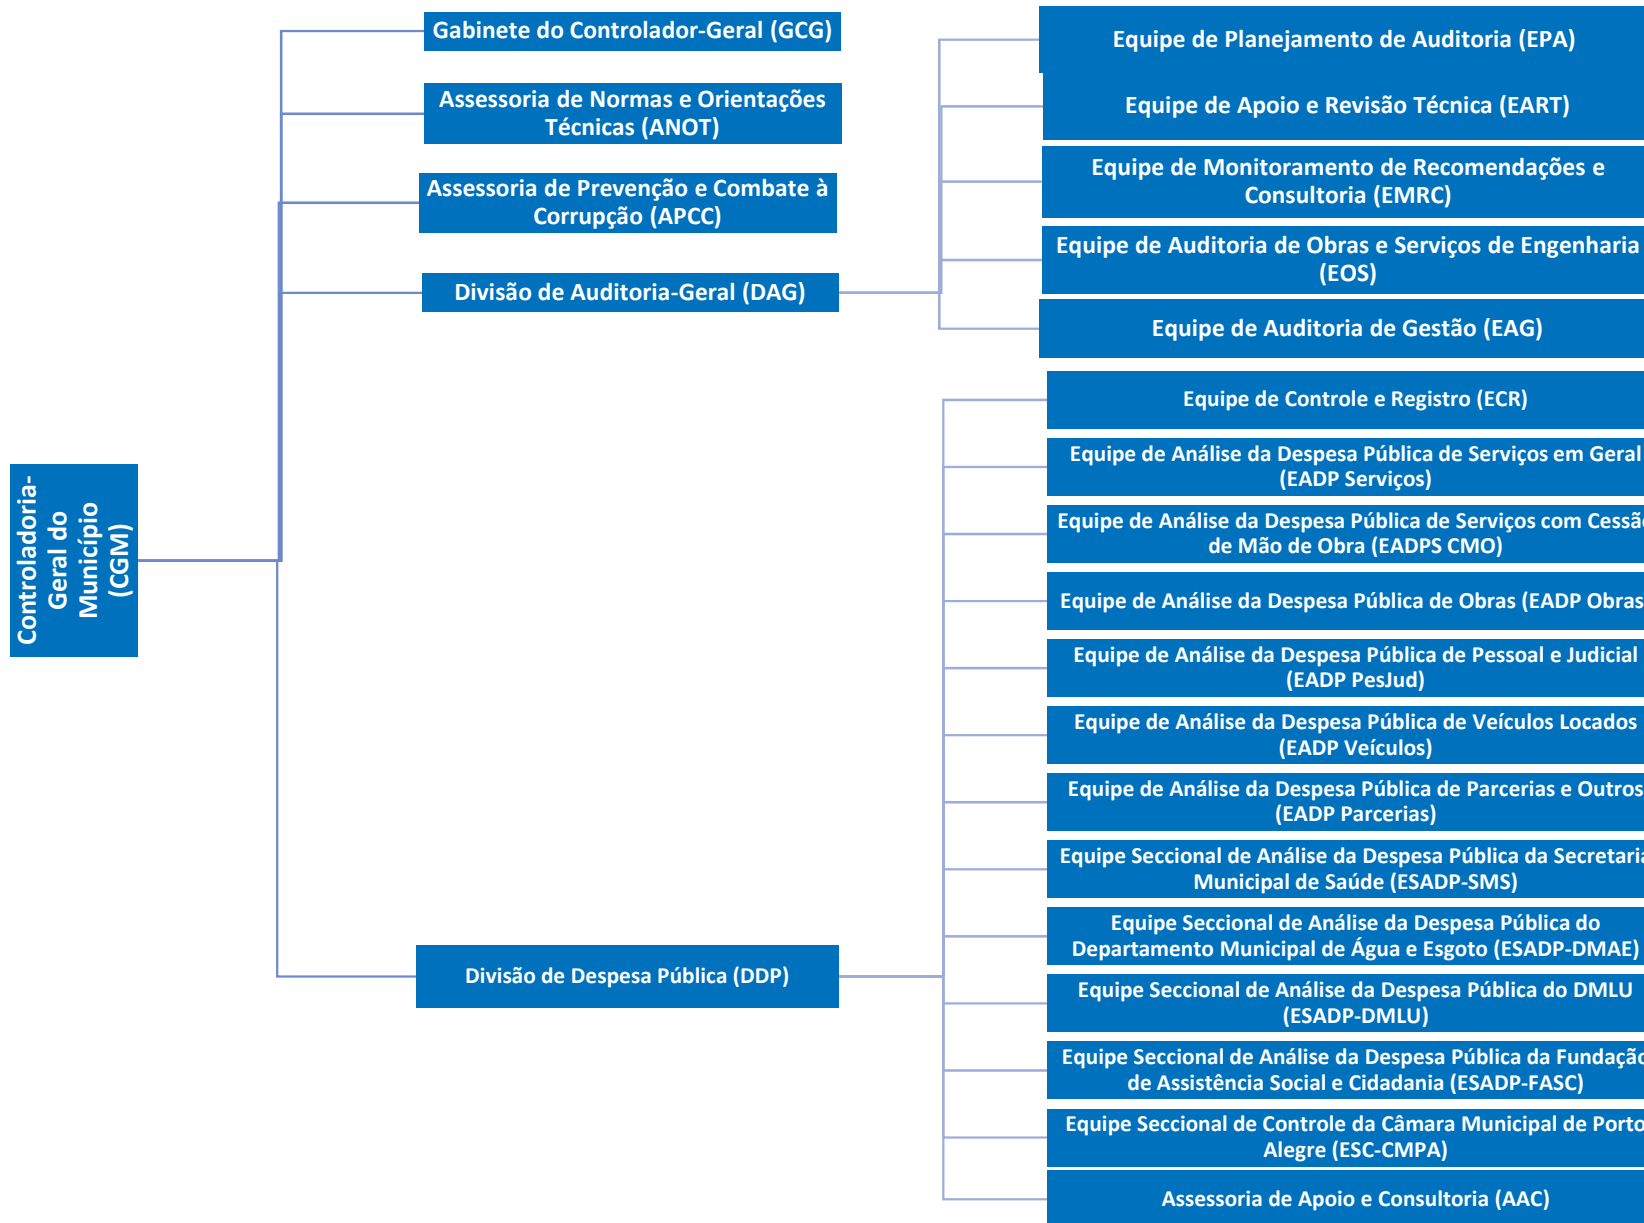 Controladoria-
Geral do
Município
(CGM)
Gabinete do Controlador-Geral (GCG)
Assessoria de Normas e Orientações
Técnicas (ANOT)
Assessoria de Prevenção e Combate à
Corrupção (APCC)
Divisão de Auditoria-Geral (DAG)
Equipe de Planejamento de Auditoria (EPA)
Equipe de Apoio e Revisão Técnica (EART)
Equipe de Monitoramento de Recomendações e
Consultoria (EMRC)
Equipe de Auditoria de Obras e Serviços de Engenharia
(EOS)
Equipe de Auditoria de Gestão (EAG)
Divisão de Despesa Pública (DDP)
Equipe de Controle e Registro (ECR)
Equipe de Análise da Despesa Pública de Serviços em Geral
(EADP Serviços)
Equipe de Análise da Despesa Pública de Serviços com Cessão
de Mão de Obra (EADPS CMO)
Equipe de Análise da Despesa Pública de Obras (EADP Obras
Equipe de Análise da Despesa Pública de Pessoal e Judicial
(EADP PesJud)
Equipe de Análise da Despesa Pública de Veículos Locados
(EADP Veículos)
Equipe de Análise da Despesa Pública de Parcerias e Outros
(EADP Parcerias)
Equipe Seccional de Análise da Despesa Pública da Secretaria
Municipal de Saúde (ESADP-SMS)
Equipe Seccional de Análise da Despesa Pública do
Departamento Municipal de Água e Esgoto (ESADP-DMAE)
Equipe Seccional de Análise da Despesa Pública do DMLU
(ESADP-DMLU)
Equipe Seccional de Análise da Despesa Pública da Fundação
de Assistência Social e Cidadania (ESADP-FASC)
Equipe Seccional de Controle da Câmara Municipal de Porto
Alegre (ESC-CMPA)
Assessoria de Apoio e Consultoria (AAC)